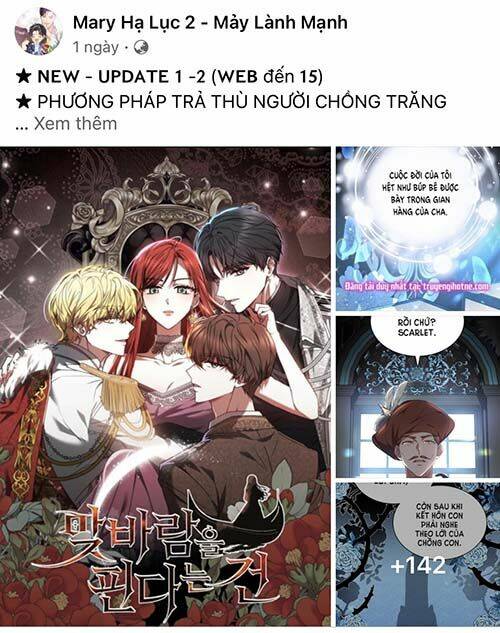 Mary Hạ Lục 2 - Mảy Lành Mạnh
1 ngày ·
★ NEW - UPDATE 1 -2 (WEB đến 15)
★ PHƯƠNG PHÁP TRẢ THÙ NGƯỜI CHỒNG TRĂNG
... Xem thêm
맞바람을
핀다는 건
CUỘC ĐỜI CỦA TÔI
HỆT NHƯ BÚP BÊ ĐƯỢC
BÀY TRONG GIAN
HÀNG CỦA CHA.
Đăng tải duy nhất tại: truyengihotne.com
RỒI CHỨ?
SCARLET.
CÒN SAU KHI
KẾT HÔN CON
PHẢI NGHE
THEO LỜI CỦA
CHỒNG CON.
+142